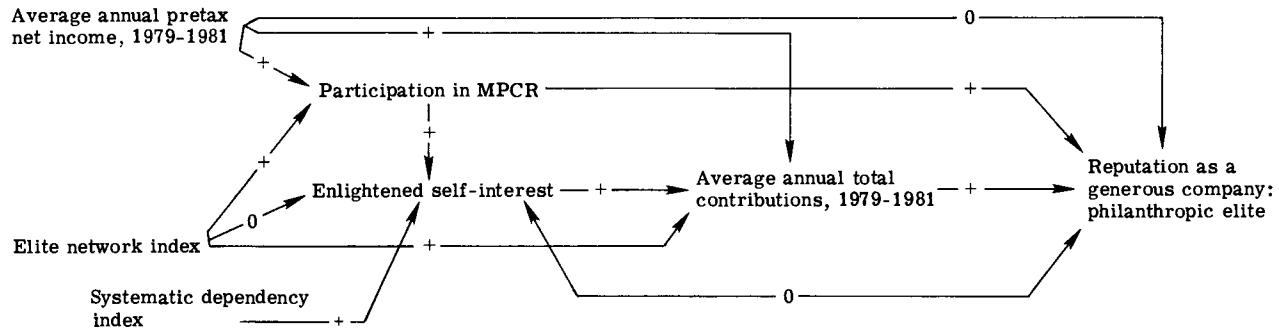 Average annual pretax
net income, 1979-1981
0
+
+
Participation in MPCR
+
+
+
Enlightened self-interest
+
Average annual total
contributions, 1979-1981
+
Reputation as a
generous company:
philanthropic elite
0
Elite network index
+
Systematic dependency
index
+
0